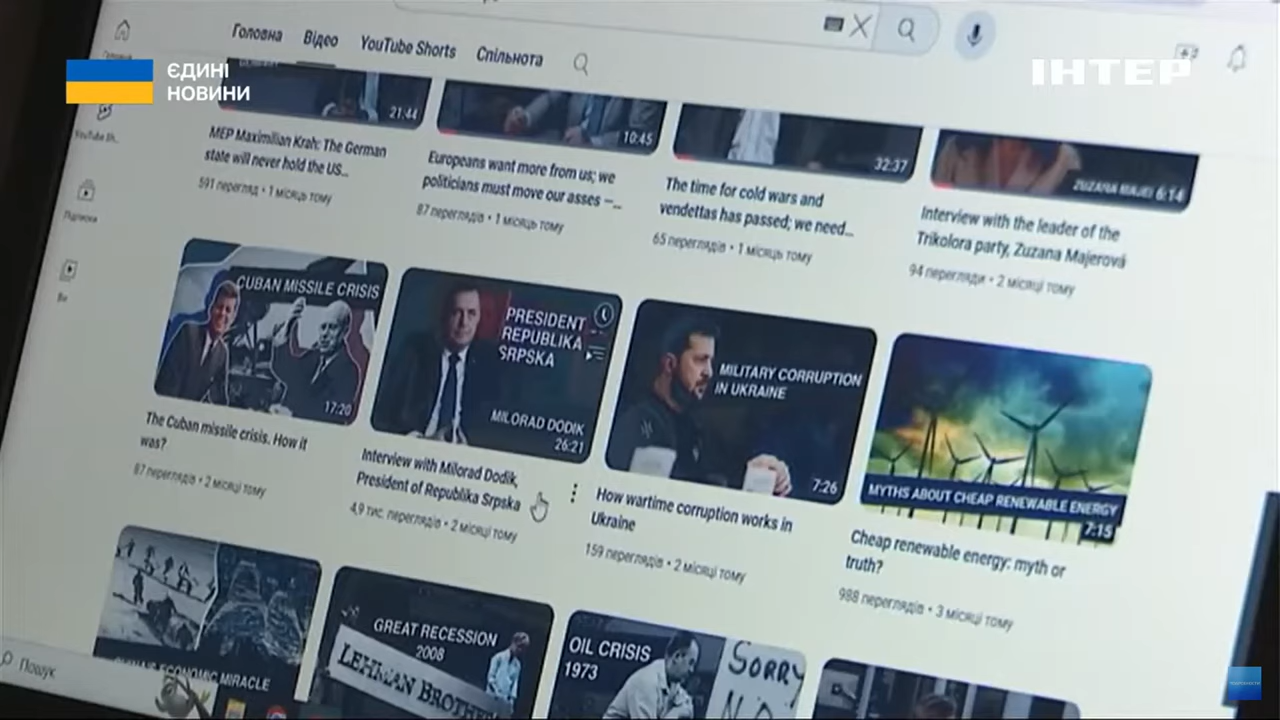 ЄДИНІ
НОВИНИ
ІНТЕР
Головна
Відео
YouTube Shorts
Спільнота
YouTube Sh...
Підписки
Ви
21:44
MEP Maximilian Krah: The German
state will never hold the US...
591 перегляд • 1 місяць тому
10:45
Europeans want more from us; we
politicians must move our asses –...
87 переглядів • 1 місяць тому
32:37
The time for cold wars and
vendettas has passed; we need...
65 переглядів • 1 місяць тому
ZUZANA MAJE 6:14
Interview with the leader of the
Trikolora party, Zuzana Majerová
94 перегляди • 2 місяці тому
CUBAN MISSILE CRISIS
17:20
The Cuban missile crisis. How it
was?
87 переглядів • 2 місяці тому
PRESIDENT
REPUBLIKA
SRPSKA
MILORAD DODIK
26:21
Interview with Milorad Dodik,
President of Republika Srpska
4,9 тис. переглядів • 2 місяці тому
MILITARY CORRUPTION
IN UKRAINE
7:26
How wartime corruption works in
Ukraine
159 переглядів • 2 місяці тому
MYTHS ABOUT CHEAP RENEWABLE ENERGY
7:15
Cheap renewable energy: myth or
truth?
988 переглядів • 3 місяці тому
ECONOMIC MIRACLE
GREAT RECESSION
2008
LEHMAN BROTHE
OIL CRISIS
1973
SORRY
NO
Пошук